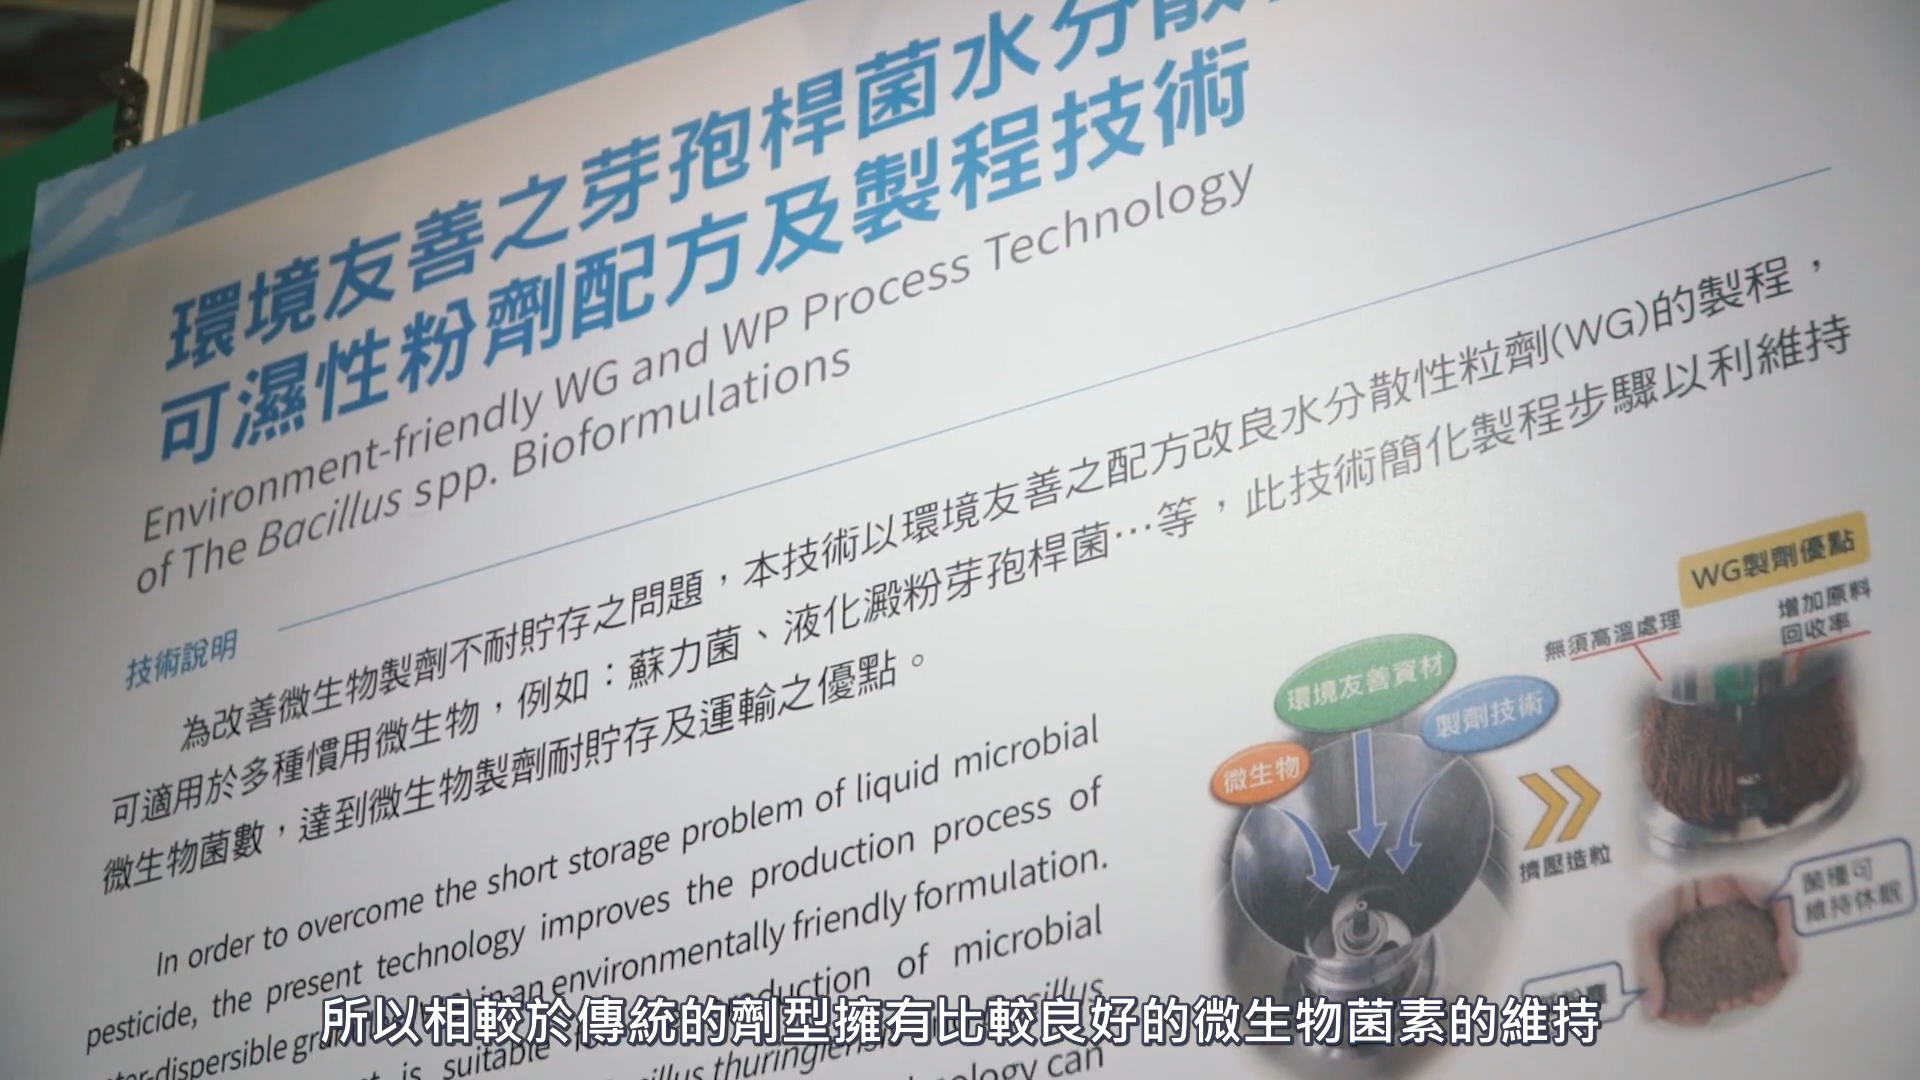 環境友善之芽孢桿菌水分散
可濕性粉劑配方及製程技術
Environment-friendly WG and WP Process Technology
of The Bacillus spp. Bioformulations
技術說明
為改善微生物製劑不耐貯存之問題，本技術以環境友善之配方改良水分散性粒劑(WG)的製程，
可適用於多種慣用微生物，例如：蘇力菌、液化澱粉芽孢桿菌…等，此技術簡化製程步驟以利維持
微生物菌數，達到微生物製劑耐貯存及運輸之優點。
In order to overcome the short storage problem of liquid microbial
pesticide, the present technology improves the production process of
in an environmentally friendly formulation.
of microbial
is suitable
can
WG製劑優點
無須高溫處理
增加原料
回收率
環境友善資材
製劑技術
微生物
擠壓造粒
菌種可
維持休眠
所以相較於傳統的劑型擁有比較良好的微生物菌素的維持